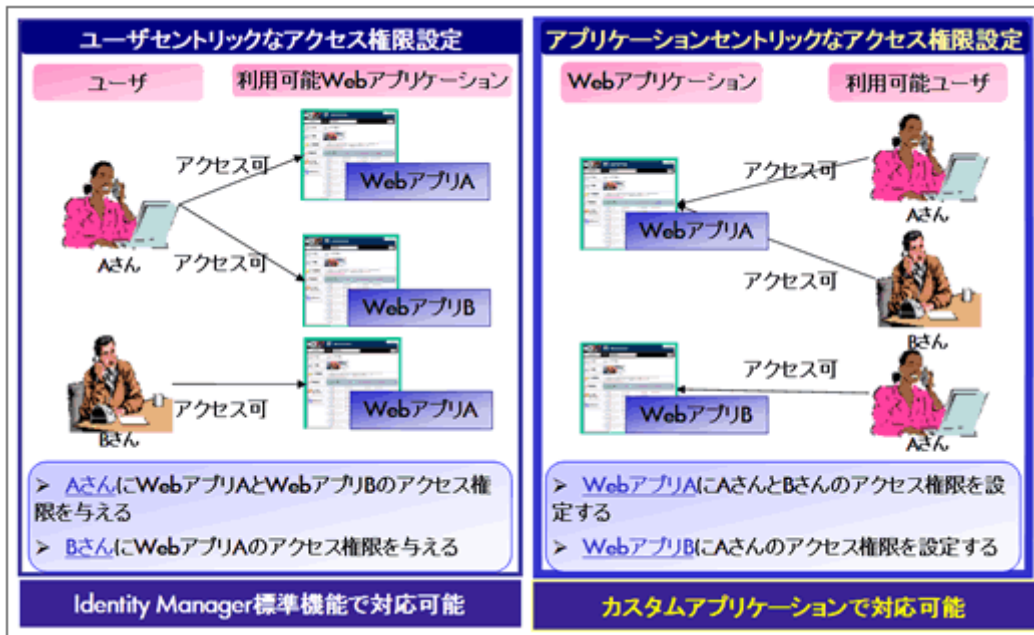 ユーザセントリックなアクセス権限設定
ユーザ
利用可能Webアプリケーション
アクセス可
WebアプリA
Aさん
アクセス可
WebアプリB
アクセス可
WebアプリA
Bさん
➢ AさんにWebアプリAとWebアプリBのアクセス権
限を与える
➢ BさんにWebアプリAのアクセス権限を与える
Identity Manager標準機能で対応可能
アプリケーションセントリックなアクセス権限設定
Webアプリケーション
利用可能ユーザ
アクセス可
Aさん
WebアプリA
アクセス可
Bさん
アクセス可
WebアプリB
Aさん
➢ WebアプリAにAさんとBさんのアクセス権限を設
定する
➢ WebアプリBにAさんのアクセス権限を設定する
カスタムアプリケーションで対応可能